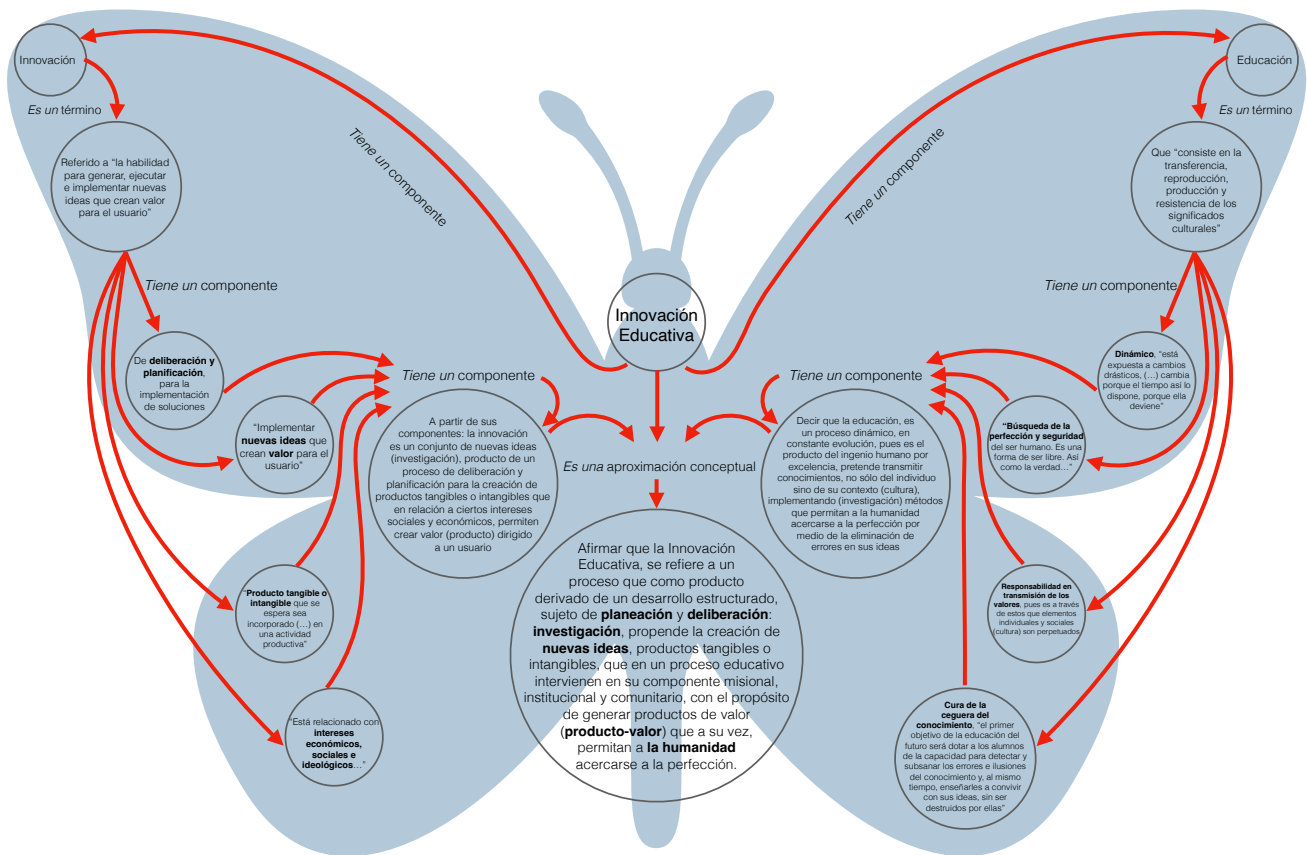 Innovación
Es un término
Referido a “la habilidad
para generar, ejecutar
e implementar nuevas
ideas que crean valor
para el usuario”
Tiene un componente
De deliberación y
planificación,
para la
implementación
de soluciones
“Implementar
nuevas ideas que
crean valor para el
usuario”
“Producto tangible o
intangible que se
espera sea
incorporado (…) en
una actividad
productiva”
“Está relacionado con
intereses
económicos,
sociales e
ideológicos…”
Tiene un componente
Tiene un componente
A partir de sus
componentes: la innovación
es un conjunto de nuevas ideas
(investigación), producto de un
proceso de deliberación y
planificación para la creación de
productos tangibles o intangibles que
en relación a ciertos intereses
sociales y económicos, permiten
crear valor (producto) dirigido
a un usuario
Innovación
Educativa
Es una aproximación conceptual
Afirmar que la Innovación
Educativa, se refiere a un
proceso que como producto
derivado de un desarrollo estructurado,
sujeto de planeación y deliberación:
investigación, propende la creación de
nuevas ideas, productos tangibles o
intangibles, que en un proceso educativo
intervienen en su componente misional,
institucional y comunitario, con el propósito
de generar productos de valor
(producto-valor) que a su vez,
permitan a la humanidad
acercarse a la perfección.
Tiene un componente
Tiene un componente
Decir que la educación, es
un proceso dinámico, en
constante evolución, pues es el
producto del ingenio humano por
excelencia, pretende transmitir
conocimientos, no sólo del individuo
sino de su contexto (cultura),
implementando (investigación) métodos
que permitan a la humanidad
acercarse a la perfección por
medio de la eliminación de
errores en sus ideas
Educación
Es un término
Que “consiste en la
transferencia,
reproducción,
producción y
resistencia de los
significados
culturales”
Tiene un componente
Dinámico, “está
expuesta a cambios
drásticos, (…) cambia
porque el tiempo así lo
dispone, porque ella
deviene”
“Búsqueda de la
perfección y seguridad
del ser humano. Es una
forma de ser libre. Así
como la verdad…”
Responsabilidad en
transmisión de los
valores, pues es a través
de estos que elementos
individuales y sociales
(cultura) son perpetuados
Cura de la
ceguera del
conocimiento, “el primer
objetivo de la educación del
futuro será dotar a los alumnos
de la capacidad para detectar y
subsanar los errores e ilusiones
del conocimiento y, al mismo
tiempo, enseñarles a convivir
con sus ideas, sin ser
destruidos por ellas”